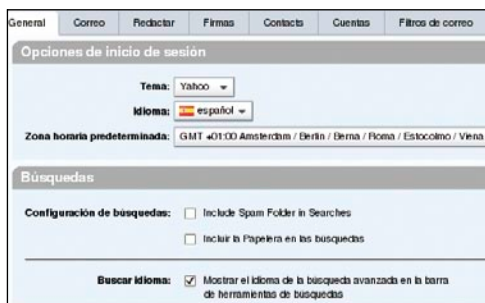 General Correo Redactar Firmas Contacts Cuentas Filtros de correo
Opciones de inicio de sesión
Tema: Yahoo
Idioma: español
Zona horaria predeterminada: GMT +01:00 Amsterdam / Berlin / Berna / Roma / Estocolmo / Viena
Búsquedas
Configuración de búsquedas: Include Spam Folder in Searches
Incluir la Papelera en las búsquedas
Buscar idioma: Mostrar el idioma de la búsqueda avanzada en la barra
de herramientas de búsquedas